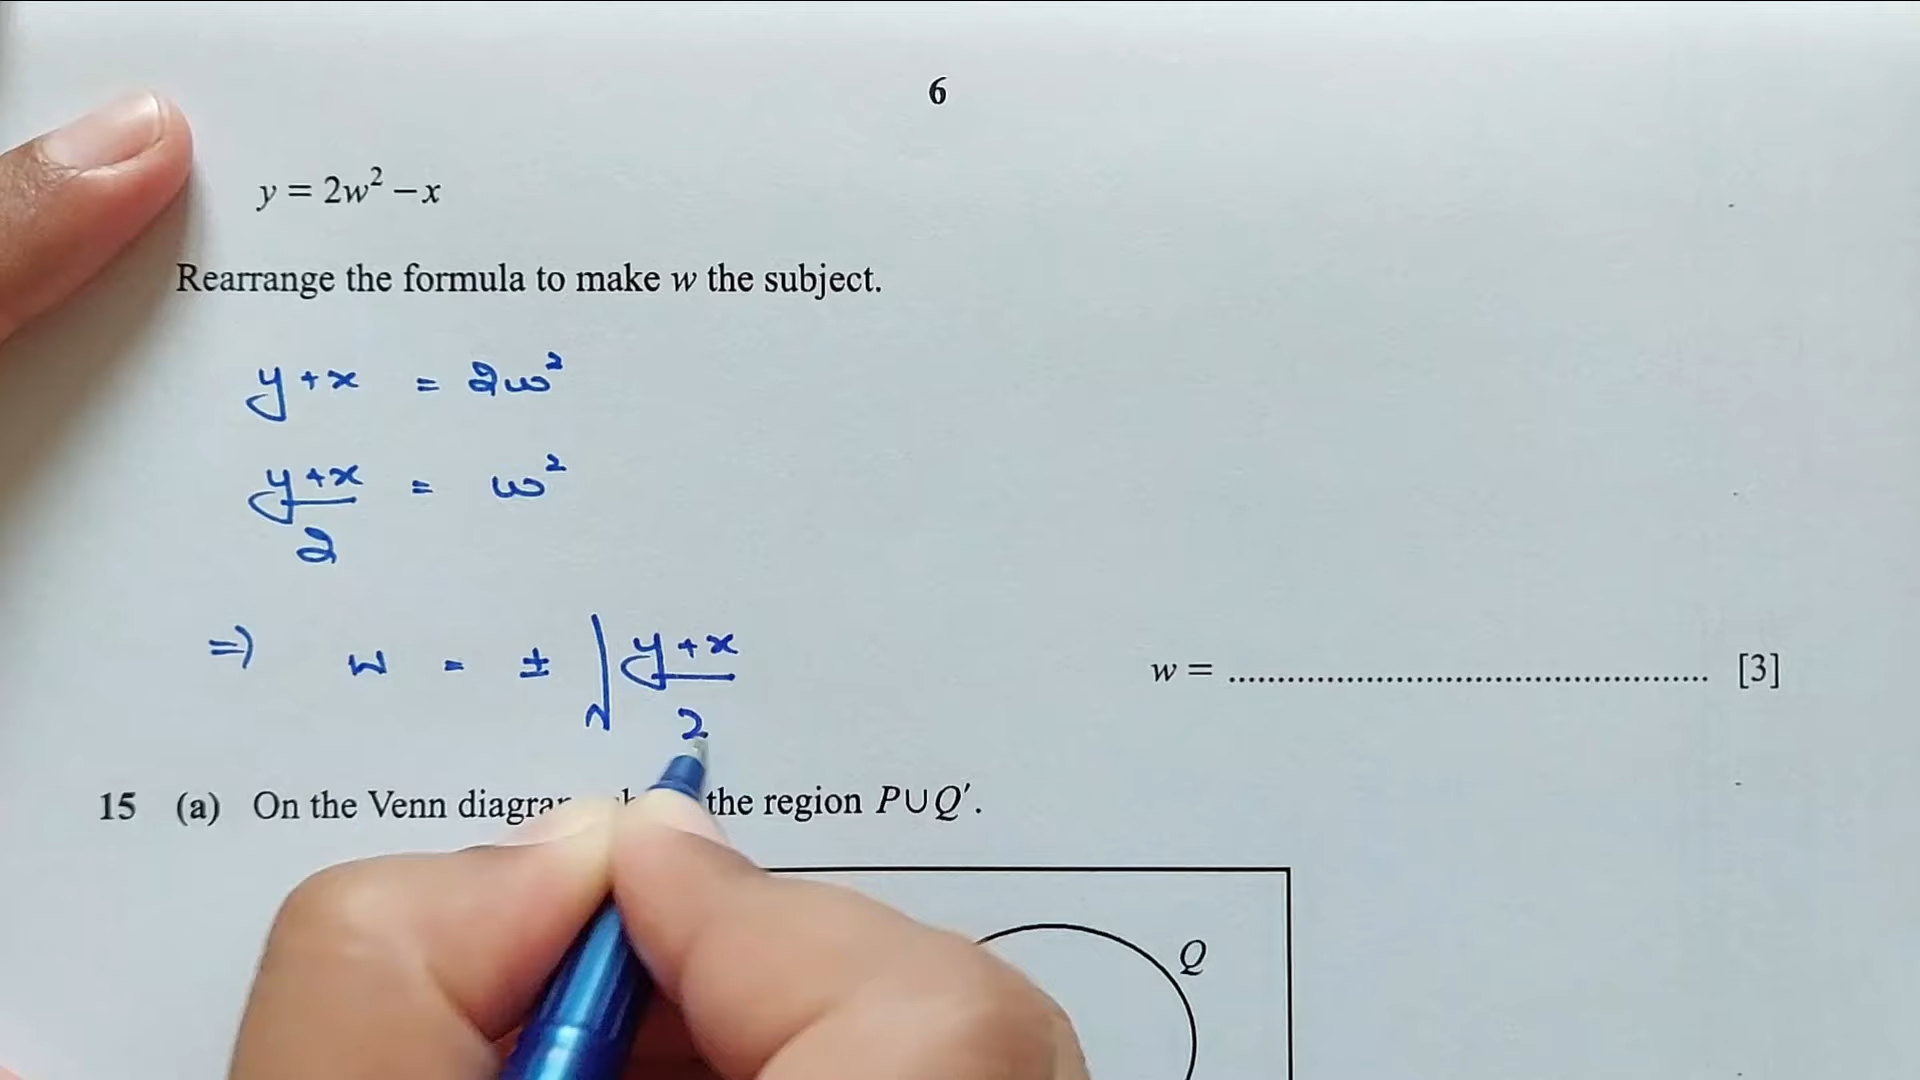 6
y = 2w² − x
Rearrange the formula to make w the subject.
y + x = 2w²
y + x / 2 = w²
⇒ w = ± √ y + x / 2
w = ................................................ [3]
15 (a) On the Venn the region P∪Q′.
Q